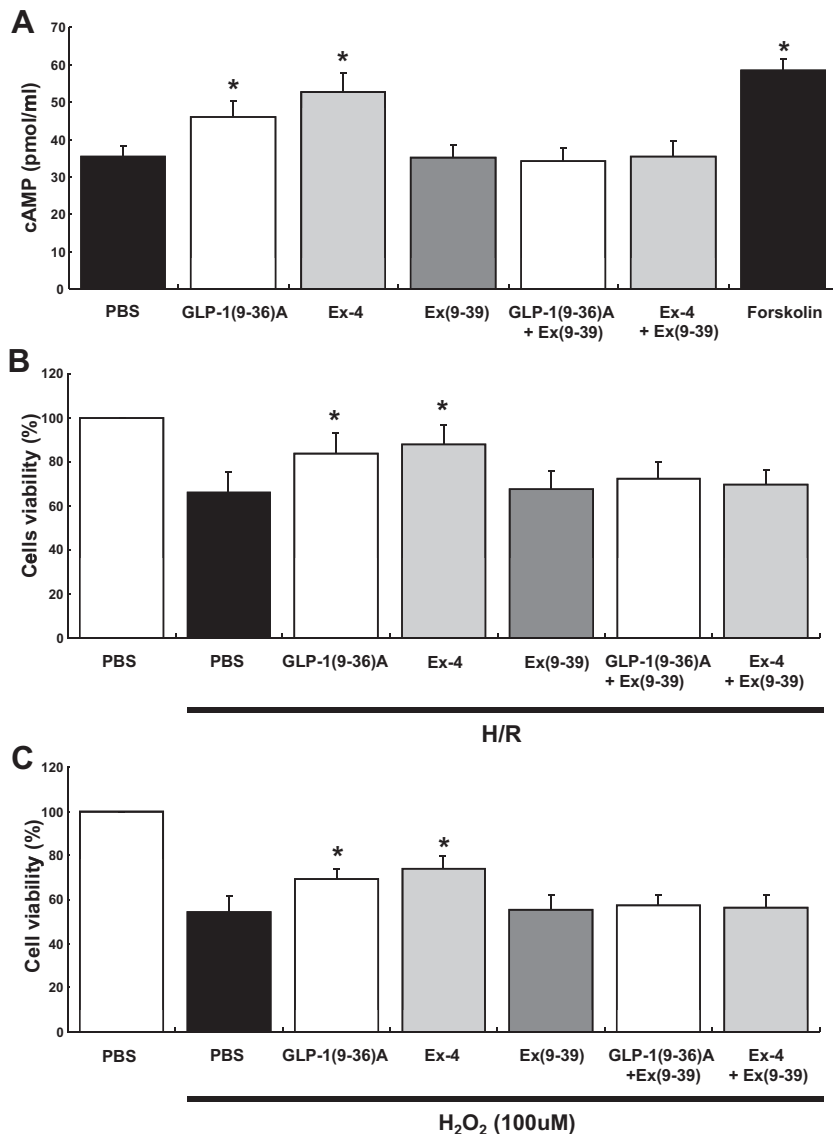 A
cAMP (pmol/ml)
70
60
50
40
30
20
10
0
*
*
*
PBS
GLP-1(9-36)A
Ex-4
Ex(9-39)
GLP-1(9-36)A
+ Ex(9-39)
Ex-4
+ Ex(9-39)
Forskolin
B
Cells viability (%)
120
100
80
60
40
20
0
*
*
PBS
PBS
GLP-1(9-36)A
Ex-4
Ex(9-39)
GLP-1(9-36)A
+ Ex(9-39)
Ex-4
+ Ex(9-39)
H/R
C
Cell viability (%)
120
100
80
60
40
20
0
*
*
PBS
PBS
GLP-1(9-36)A
Ex-4
Ex(9-39)
GLP-1(9-36)A
+Ex(9-39)
Ex-4
+ Ex(9-39)
H₂O₂ (100uM)